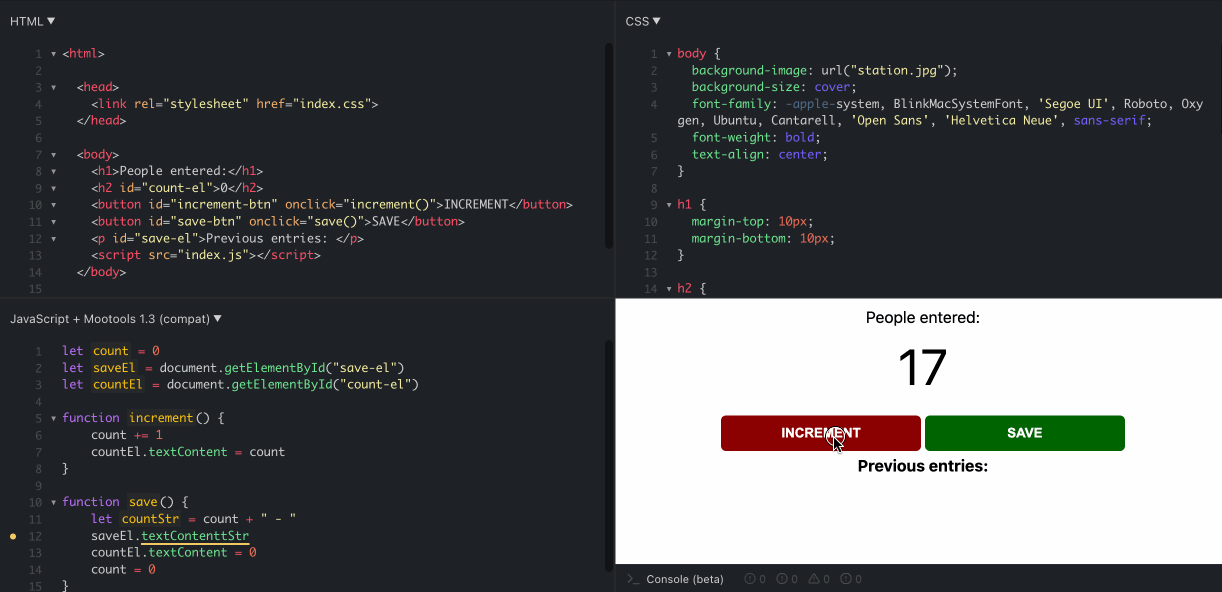 HTML ▼
1 ▾ <html>
2
3 ▾ <head>
4 <link rel="stylesheet" href="index.css">
5 </head>
6
7 ▾ <body>
8 ▾ <h1>People entered:</h1>
9 ▾ <h2 id="count-el">0</h2>
10 ▾ <button id="increment-btn" onclick="increment()">INCREMENT</button>
11 ▾ <button id="save-btn" onclick="save()">SAVE</button>
12 ▾ <p id="save-el">Previous entries: </p>
13 <script src="index.js"></script>
14 </body>
15
CSS ▼
1 ▾ body {
2 background-image: url("station.jpg");
3 background-size: cover;
4 font-family: -apple-system, BlinkMacSystemFont, 'Segoe UI', Roboto, Oxy
gen, Ubuntu, Cantarell, 'Open Sans', 'Helvetica Neue', sans-serif;
5 font-weight: bold;
6 text-align: center;
7 }
8
9 ▾ h1 {
10 margin-top: 10px;
11 margin-bottom: 10px;
12 }
13
14 ▾ h2 {
JavaScript + Mootools 1.3 (compat) ▼
1 let count = 0
2 let saveEl = document.getElementById("save-el")
3 let countEl = document.getElementById("count-el")
4
5 ▾ function increment() {
6 count += 1
7 countEl.textContent = count
8 }
9
10 ▾ function save() {
11 let countStr = count + " - "
12 saveEl.textContenttStr
13 countEl.textContent = 0
14 count = 0
15 }
People entered:
17
INCREMENT SAVE
Previous entries:
>_ Console (beta) 0 0 0 0